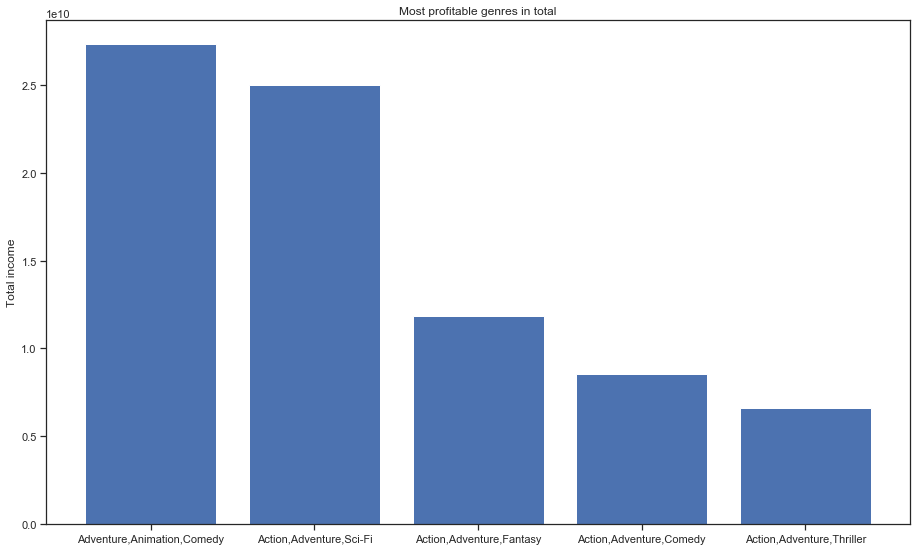 Most profitable genres in total
1e10
2.5
2.0
1.5
1.0
0.5
0.0
Total income
Adventure,Animation,Comedy
Action,Adventure,Sci-Fi
Action,Adventure,Fantasy
Action,Adventure,Comedy
Action,Adventure,Thriller